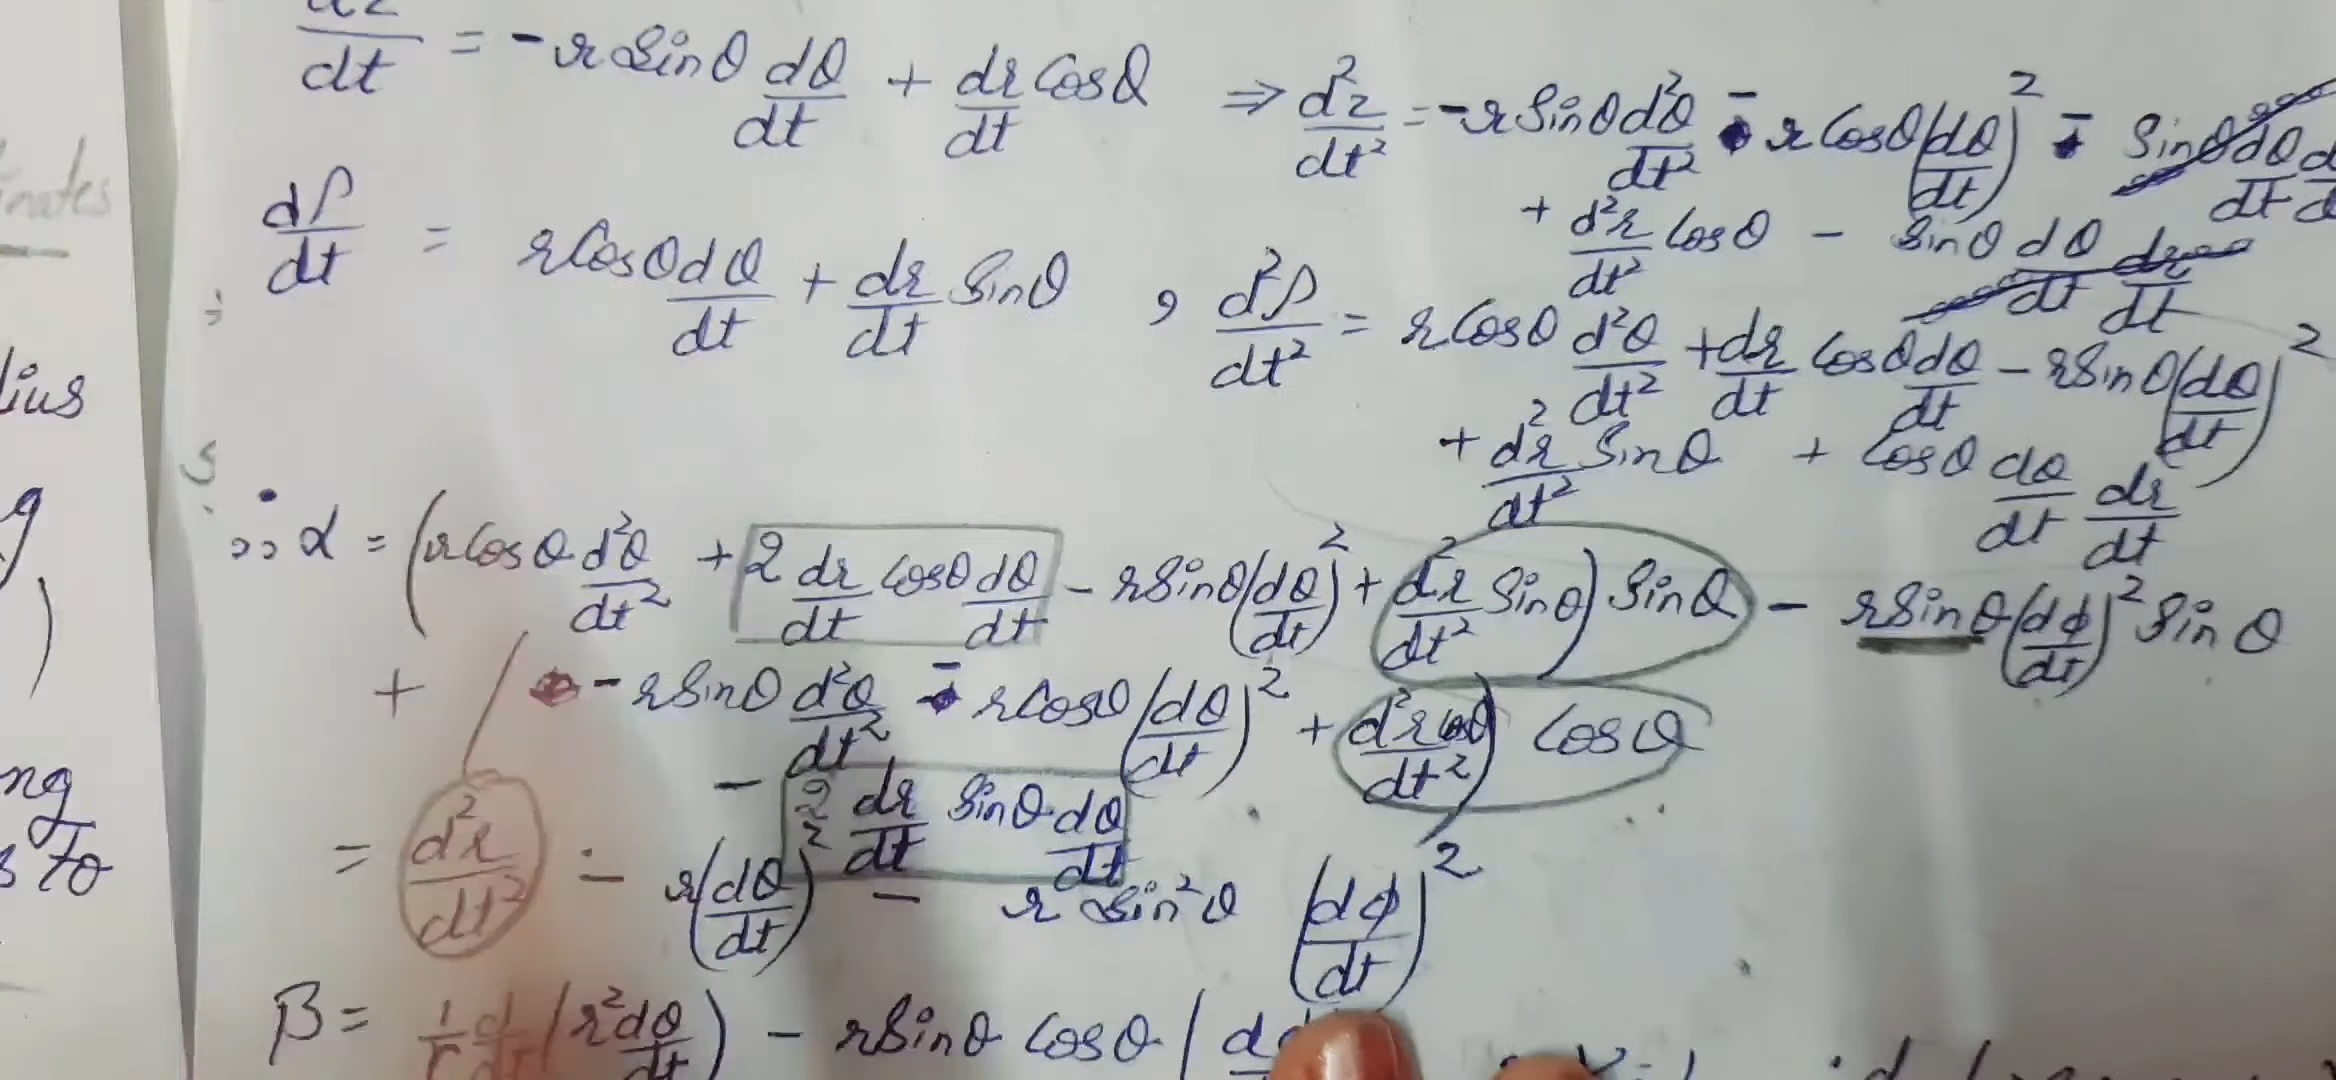 dz/dt = -r Sinθ dθ/dt + dr/dt Cosθ ⇒ d²z/dt² = -r Sinθ d²θ/dt² - r Cosθ (dθ/dt)² - Sinθ dθ/dt
+ d²r/dt² Cosθ - Sinθ dθ/dt dr/dt
inates
dρ/dt = r Cosθ dθ/dt + dr/dt Sinθ , d²ρ/dt² = r Cosθ d²θ/dt² + dr/dt Cosθ dθ/dt - r Sinθ (dθ/dt)²
+ d²r/dt² Sinθ + Cosθ dθ/dt dr/dt
∴ α = (r Cosθ d²θ/dt² + 2 dr/dt Cosθ dθ/dt - r Sinθ (dθ/dt)² + d²r/dt² Sinθ) Sinθ - r Sinθ (dϕ/dt)² Sinθ
+ ( - r Sinθ d²θ/dt² - r Cosθ (dθ/dt)² + d²r/dt² Cosθ) Cosθ
- 2 dr/dt Sinθ dθ/dt
= d²r/dt² - r (dθ/dt)² - r Sin²θ (dϕ/dt)²
β = 1/r d/dt (r² dθ/dt) - r Sinθ Cosθ (d
ng
to